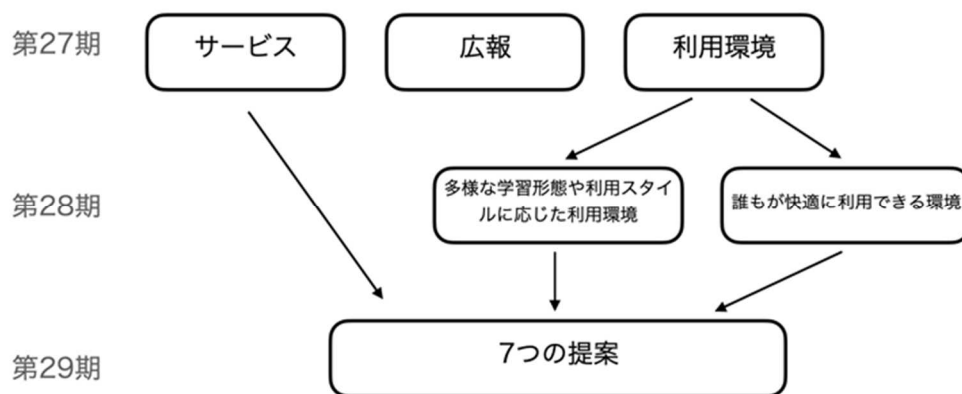 第27期
サービス
広報
利用環境
第28期
多様な学習形態や利用スタイ
ルに応じた利用環境
誰もが快適に利用できる環境
第29期
7つの提案